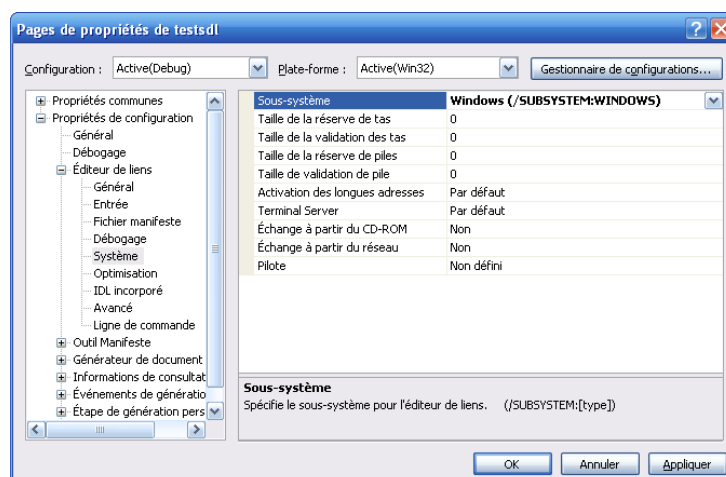 Pages de propriétés de testsdl
Configuration : Active(Debug) Plate-forme : Active(Win32) Gestionnaire de configurations...
Propriétés communes
Propriétés de configuration
Général
Débogage
Éditeur de liens
Général
Entrée
Fichier manifeste
Débogage
Système
Optimisation
IDL incorporé
Avancé
Ligne de commande
Outil Manifeste
Générateur de document
Informations de consultat
Événements de génératio
Étape de génération pers
Sous-système Windows (/SUBSYSTEM:WINDOWS)
Taille de la réserve de tas 0
Taille de la validation des tas 0
Taille de la réserve de piles 0
Taille de validation de pile 0
Activation des longues adresses Par défaut
Terminal Server Par défaut
Échange à partir du CD-ROM Non
Échange à partir du réseau Non
Pilote Non défini
Sous-système
Spécifie le sous-système pour l'éditeur de liens. (/SUBSYSTEM:[type])
OK Annuler Appliquer